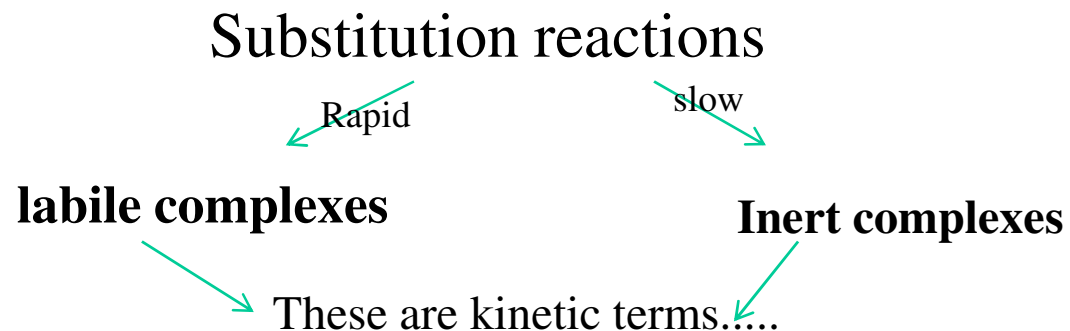 Substitution reactions
Rapid
slow
labile complexes
Inert complexes
These are kinetic terms.....